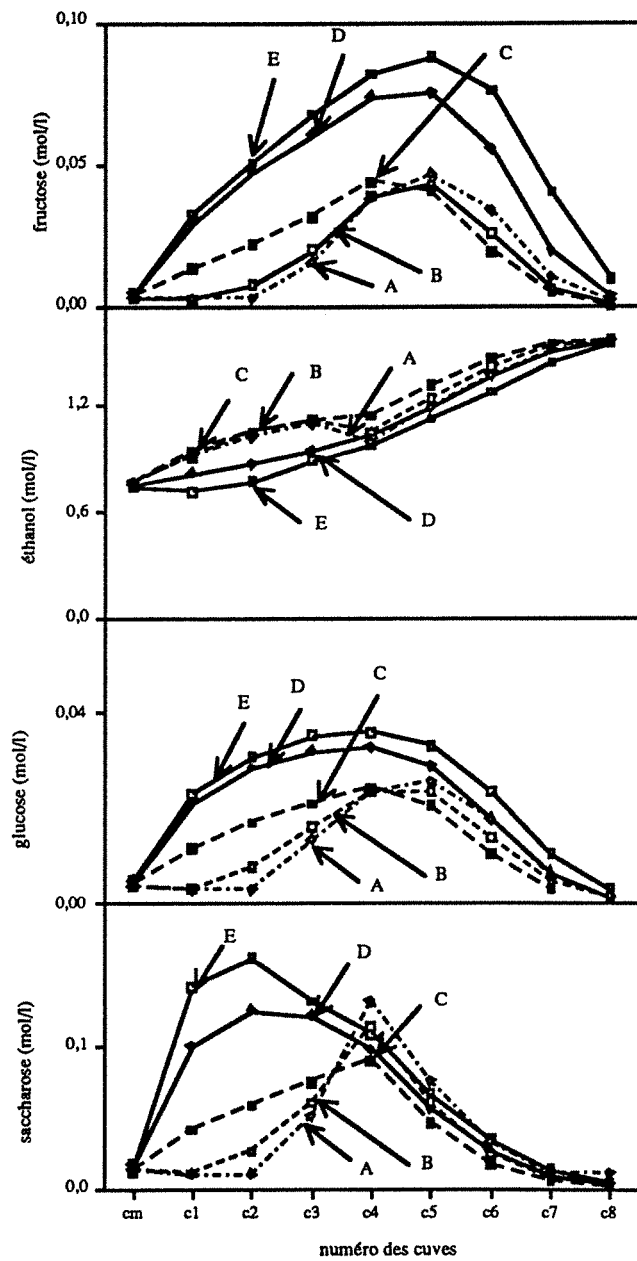 0,10
E
D
C
fructose (mol/l)
0,05
B
A
0,00
C
B
A
1,2
éthanol (mol/l)
0,6
E
D
0,0
E
D
C
0,04
glucose (mol/l)
B
A
0,00
E
D
C
saccharose (mol/l)
0,1
A
B
0,0
cm c1 c2 c3 c4 c5 c6 c7 c8
numéro des cuves